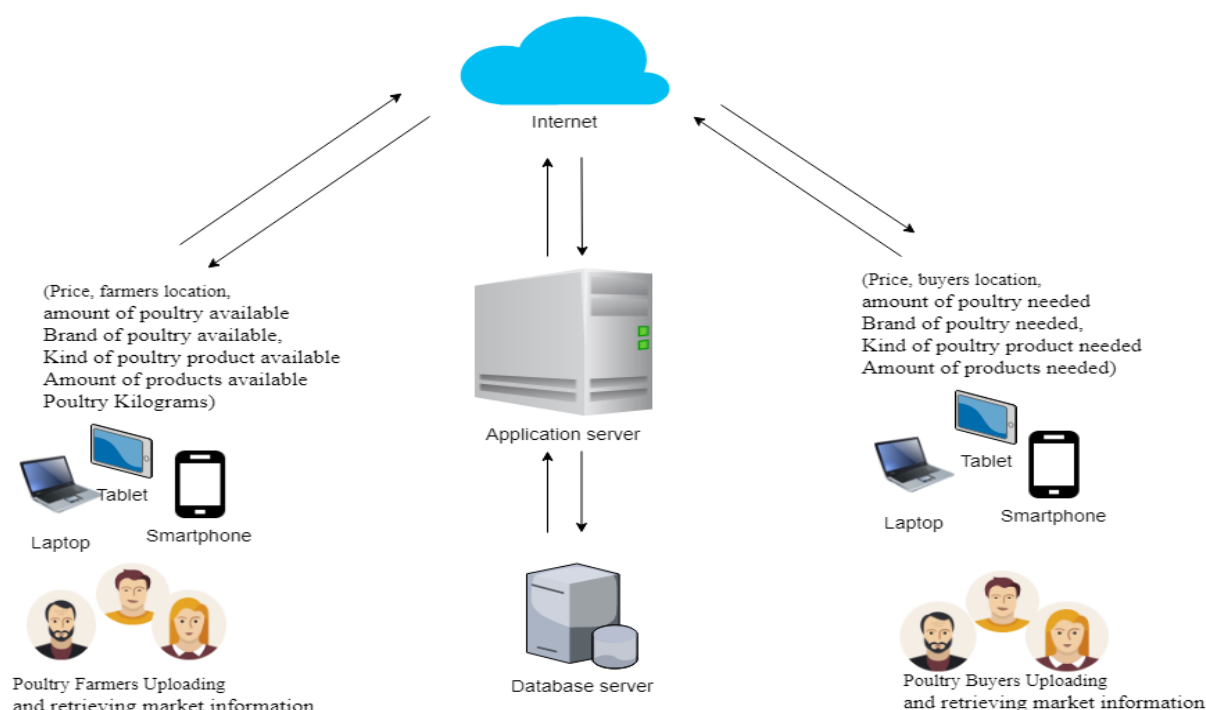 Internet
(Price, farmers location,
amount of poultry available
Brand of poultry available,
Kind of poultry product available
Amount of products available
Poultry Kilograms)
Tablet
Laptop
Smartphone
Poultry Farmers Uploading
and retrieving market information
Application server
Database server
(Price, buyers location,
amount of poultry needed
Brand of poultry needed,
Kind of poultry product needed
Amount of products needed)
Tablet
Laptop
Smartphone
Poultry Buyers Uploading
and retrieving market information